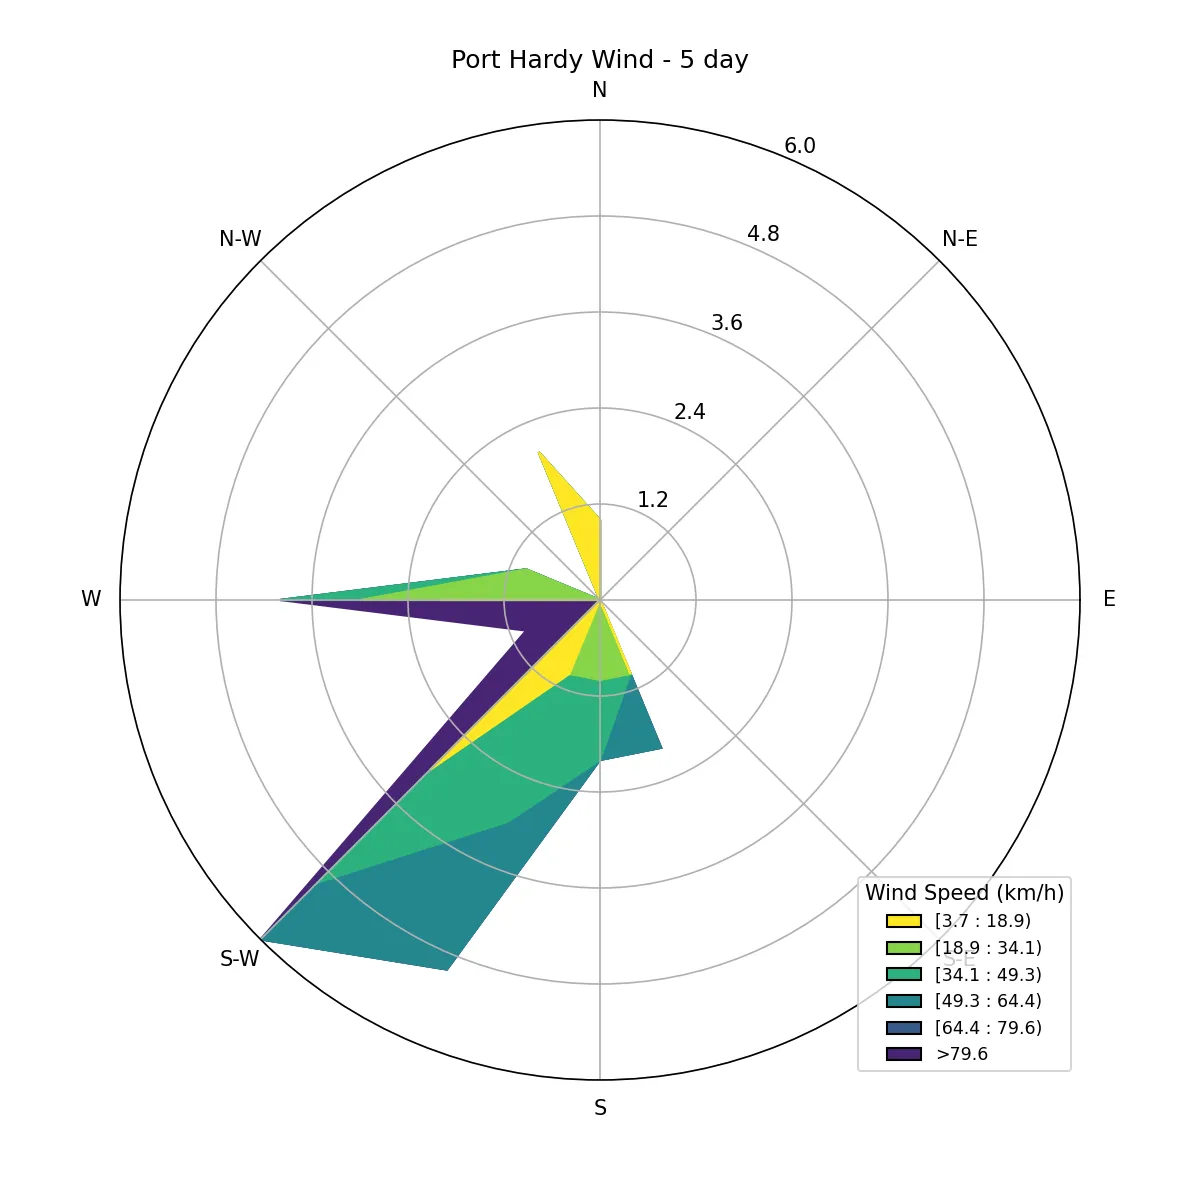 Port Hardy Wind - 5 day
N
6.0
4.8
N-W
N-E
3.6
2.4
1.2
W
E
Wind Speed (km/h)
[3.7 : 18.9)
[18.9 : 34.1)
S-W
S-E
[34.1 : 49.3)
[49.3 : 64.4)
[64.4 : 79.6)
>79.6
S